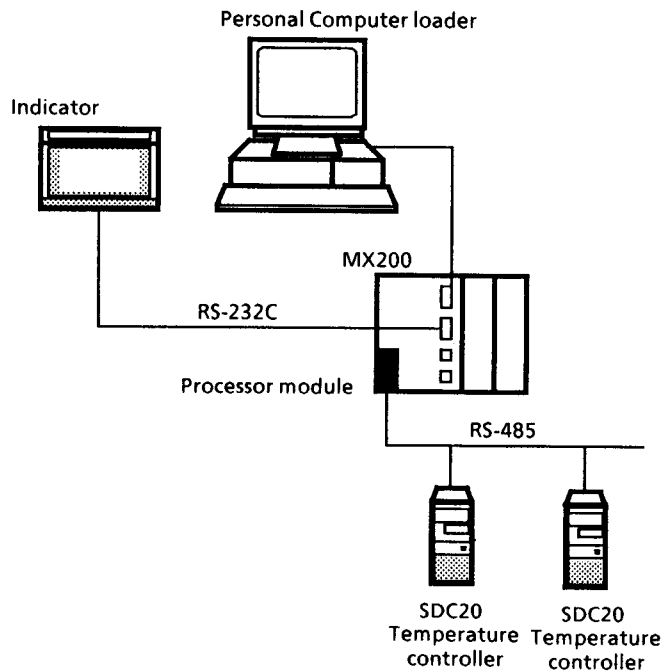 Personal Computer loader
Indicator
MX200
RS-232C
Processor module
RS-485
SDC20
Temperature
controller
SDC20
Temperature
controller